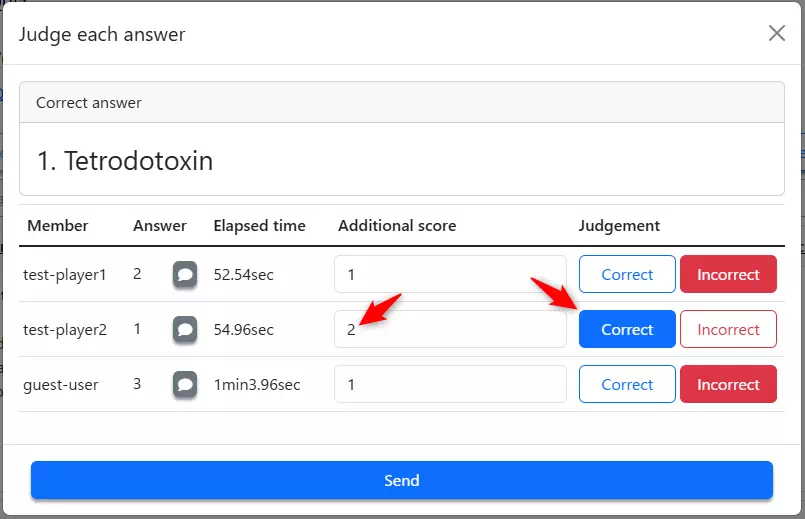 Judge each answer
Correct answer
1. Tetrodotoxin
Member Answer Elapsed time Additional score Judgement
test-player1 2 52.54sec 1 Correct Incorrect
test-player2 1 54.96sec 2 Correct Incorrect
guest-user 3 1min3.96sec 1 Correct Incorrect
Send